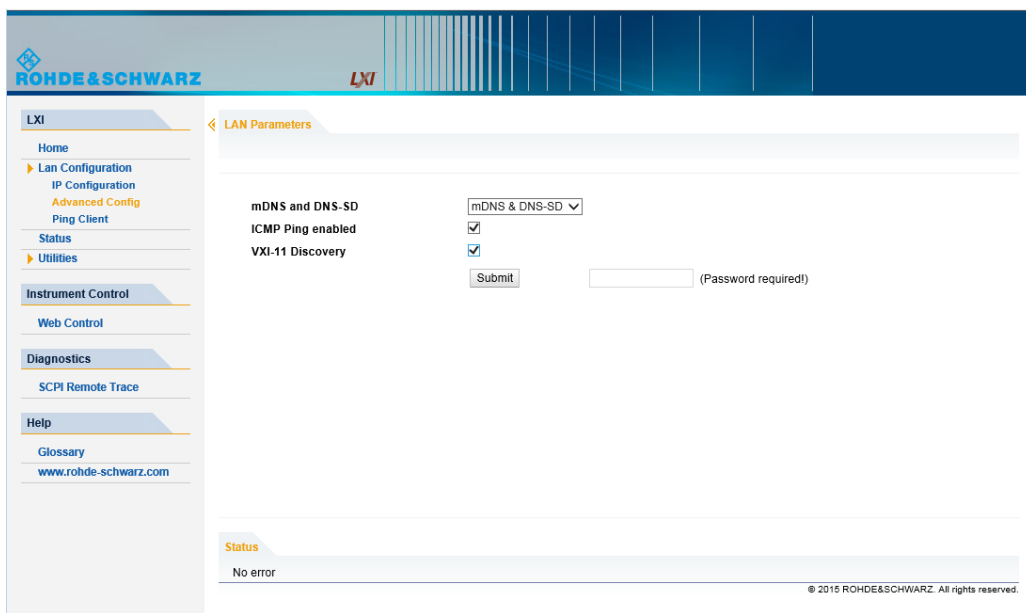 ROHDE&SCHWARZ
LXI
LXI
Home
Lan Configuration
IP Configuration
Advanced Config
Ping Client
Status
Utilities
Instrument Control
Web Control
Diagnostics
SCPI Remote Trace
Help
Glossary
www.rohde-schwarz.com
LAN Parameters
mDNS and DNS-SD mDNS & DNS-SD
ICMP Ping enabled
VXI-11 Discovery
Submit (Password required!)
Status
No error
© 2015 ROHDE&SCHWARZ. All rights reserved.